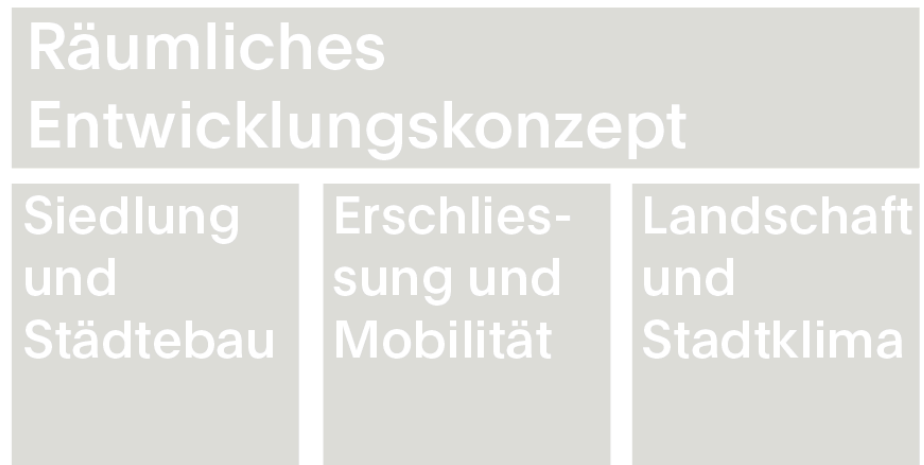 Räumliches
Entwicklungskonzept
Siedlung
und
Städtebau
Erschlies-
sung und
Mobilität
Landschaft
und
Stadtklima